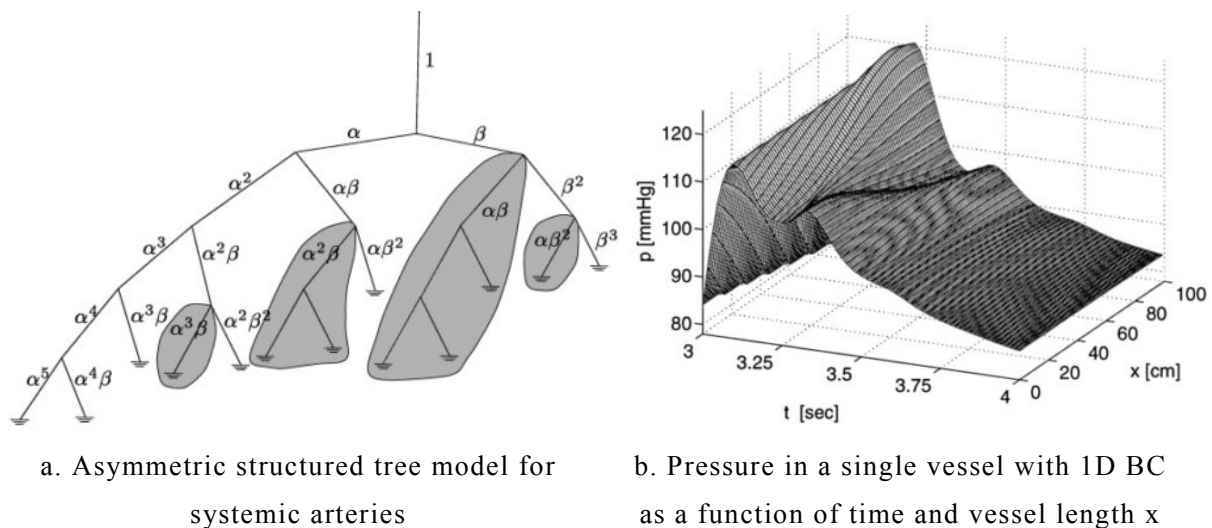 1
α
β
α²
αβ
β²
α³
α²β
α²β
αβ²
αβ
αβ²
β³
α⁴
α³β
α³β
α²β²
α⁵
α⁴β
120
110
100
90
80
p [mmHg]
3
3.25
3.5
3.75
4
t [sec]
0
20
40
60
80
100
x [cm]
a. Asymmetric structured tree model for
systemic arteries
b. Pressure in a single vessel with 1D BC
as a function of time and vessel length x